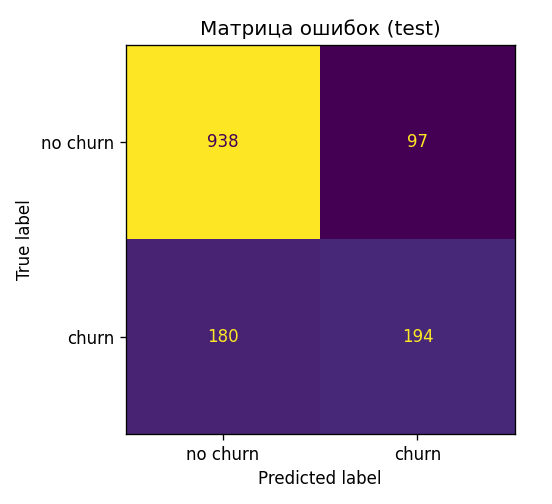 Матрица ошибок (test)
True label
no churn
938
97
churn
180
194
no churn
churn
Predicted label